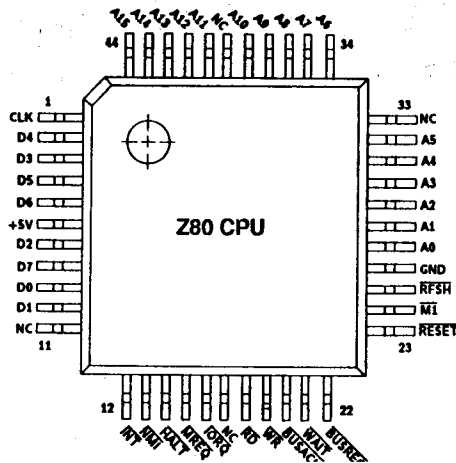 A15 A14 A13 A12 A11 NC A10 A9 A8 A7 A6
44 34
1 33
CLK NC
D4 A5
D3 A4
D5 A3
D6 A2
+5V A1
D2 A0
D7 GND
D0 RFSH
D1 M1
NC RESET
11 23
Z80 CPU
12 22
INT NMI HALT MREQ IORQ NC RD WR WAIT